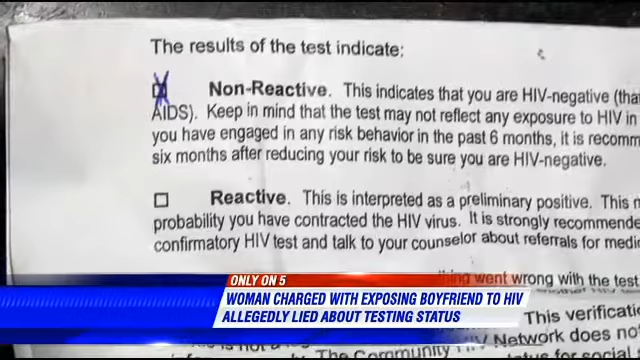 The results of the test indicate:
Non-Reactive. This indicates that you are HIV-negative (that
AIDS). Keep in mind that the test may not reflect any exposure to HIV in
you have engaged in any risk behavior in the past 6 months, it is recomm
six months after reducing your risk to be sure you are HIV-negative.
Reactive. This is interpreted as a preliminary positive. This
probability you have contracted the HIV virus. It is strongly recommende
confirmatory HIV test and talk to your counselor about referrals for medi
went wrong with the test
ONLY ON 5
WOMAN CHARGED WITH EXPOSING BOYFRIEND TO HIV
ALLEGEDLY LIED ABOUT TESTING STATUS
This verificati
Network does no
The Community HIV